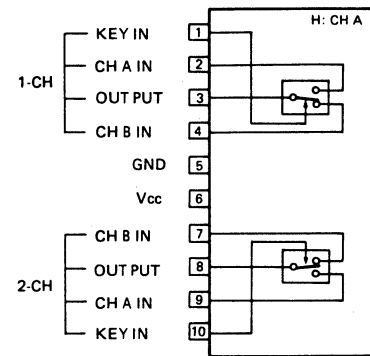 H: CH A
KEY IN 1
CH A IN 2
1-CH
OUT PUT 3
CH B IN 4
GND 5
Vcc 6
CH B IN 7
OUT PUT 8
2-CH
CH A IN 9
KEY IN 10